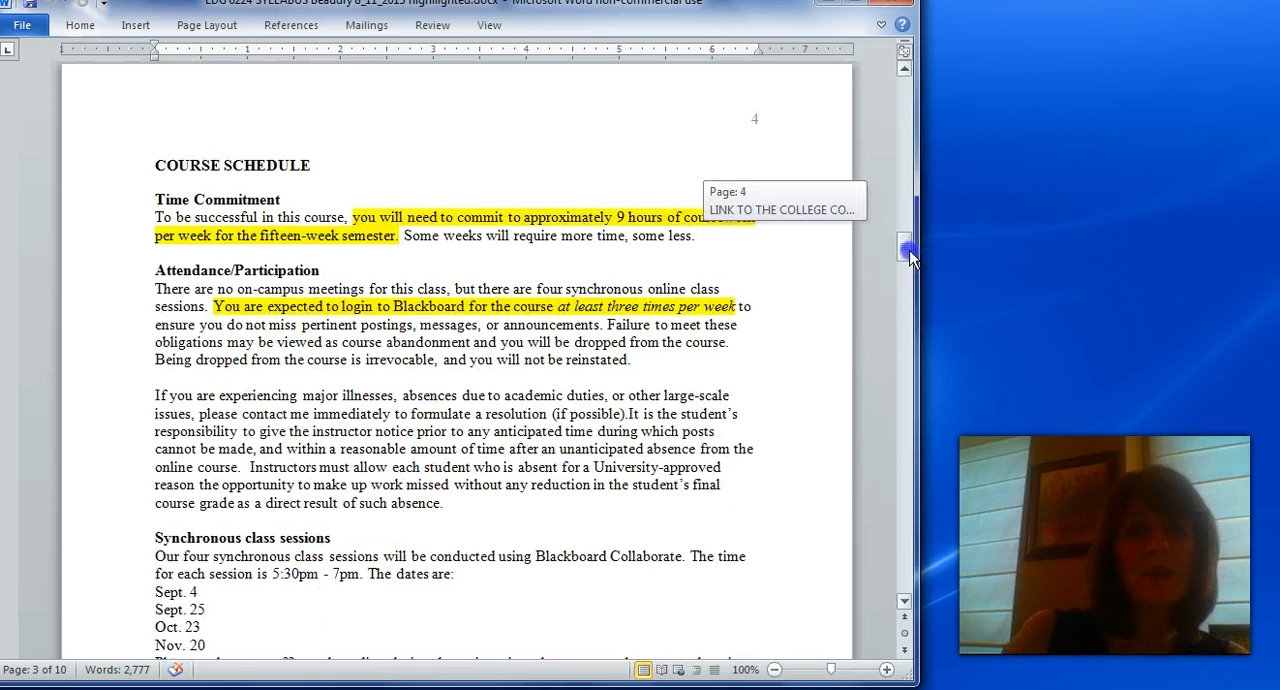 File Home Insert Page Layout References Mailings Review View
1 2 3 4 5 6 7
4
COURSE SCHEDULE
Page: 4
LINK TO THE COLLEGE CO...
Time Commitment
To be successful in this course, you will need to commit to approximately 9 hours of
per week for the fifteen-week semester. Some weeks will require more time, some less.
Attendance/Participation
There are no on-campus meetings for this class, but there are four synchronous online class
sessions. You are expected to login to Blackboard for the course at least three times per week to
ensure you do not miss pertinent postings, messages, or announcements. Failure to meet these
obligations may be viewed as course abandonment and you will be dropped from the course.
Being dropped from the course is irrevocable, and you will not be reinstated.
If you are experiencing major illnesses, absences due to academic duties, or other large-scale
issues, please contact me immediately to formulate a resolution (if possible).It is the student's
responsibility to give the instructor notice prior to any anticipated time during which posts
cannot be made, and within a reasonable amount of time after an unanticipated absence from the
online course. Instructors must allow each student who is absent for a University-approved
reason the opportunity to make up work missed without any reduction in the student's final
course grade as a direct result of such absence.
Synchronous class sessions
Our four synchronous class sessions will be conducted using Blackboard Collaborate. The time
for each session is 5:30pm - 7pm. The dates are:
Sept. 4
Sept. 25
Oct. 23
Nov. 20
Page: 3 of 10 Words: 2,777 100%